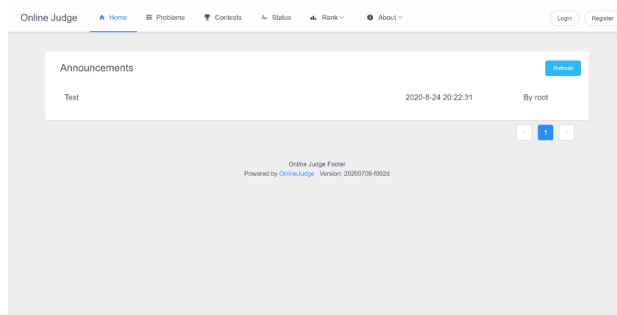 Online Judge Home Problems Contests Status Rank About Login Register
Announcements Refresh
Test 2020-8-24 20:22:31 By root
1
Online Judge Footer
Powered by OnlineJudge Version: 20200709-f092d